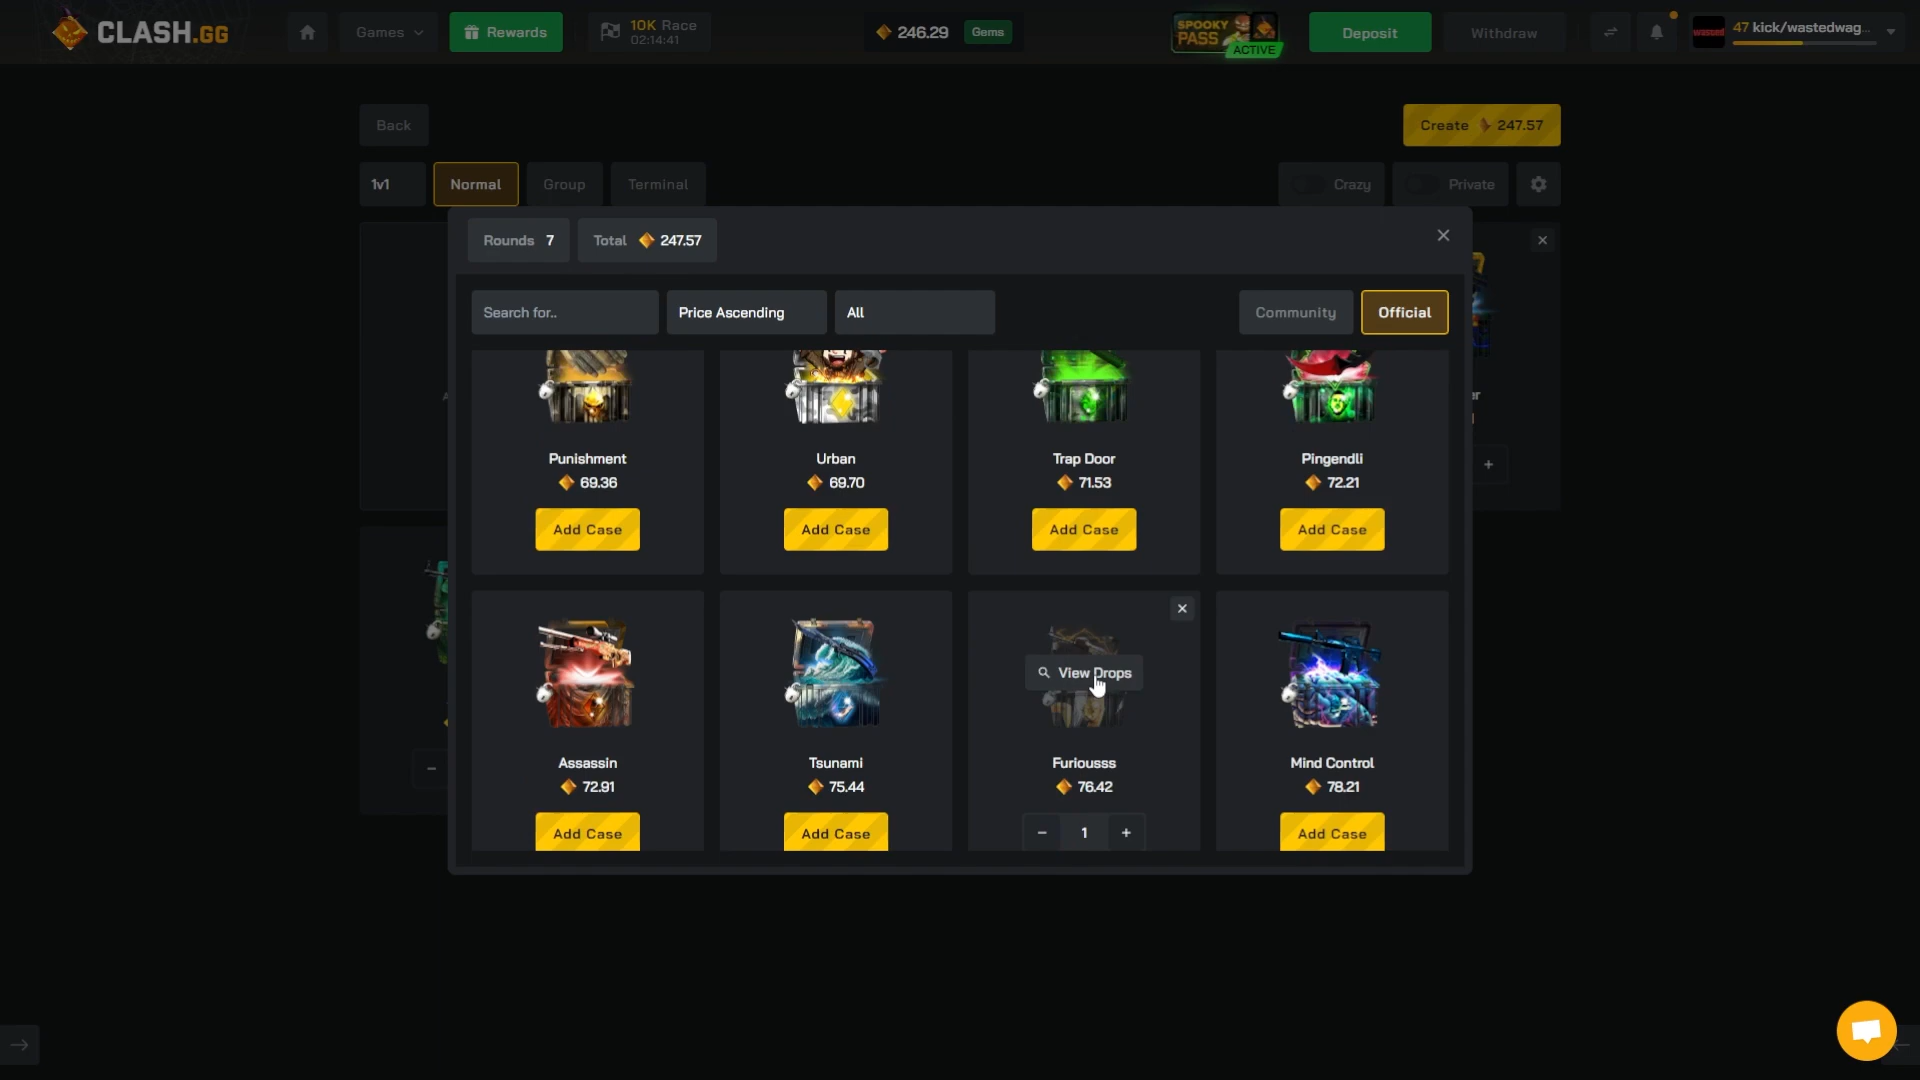 CLASH.GG
Games
Rewards
10K Race
02:14:41
246.29
Gems
SPOOKY
PASS
ACTIVE
Deposit
Withdraw
wasted
47 kick/wastedwag...
Back
Create 247.57
1v1
Normal
Group
Terminal
Crazy
Private
Rounds 7
Total 247.57
Search for..
Price Ascending
All
Community
Official
Punishment
69.36
Add Case
Urban
69.70
Add Case
Trap Door
71.53
Add Case
Pingendli
72.21
Add Case
Assassin
72.91
Add Case
Tsunami
75.44
Add Case
View Drops
Furiousss
76.42
− 1 +
Mind Control
78.21
Add Case